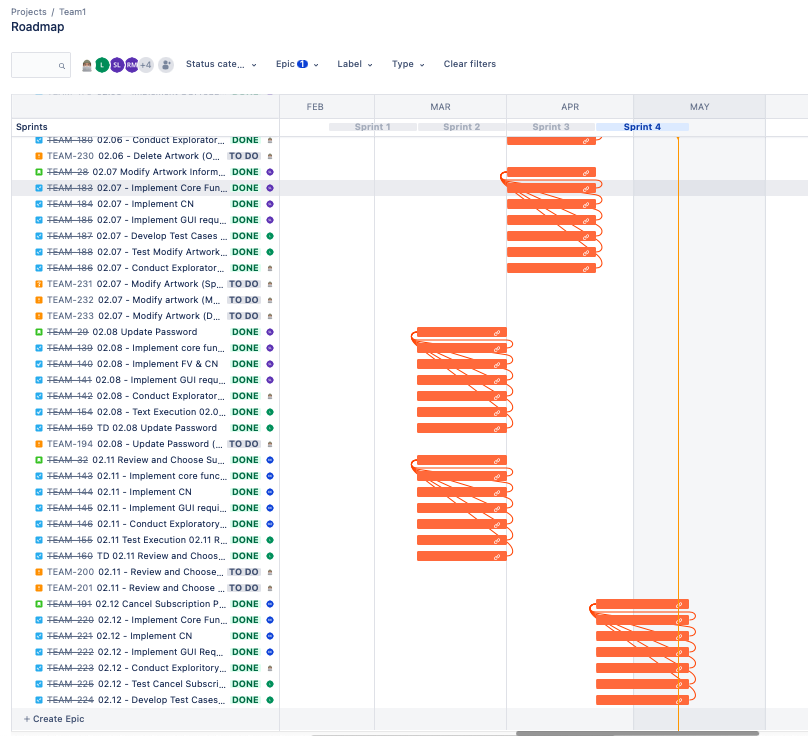 Projects / Team1
Roadmap
L SL RM +4 Status cate... Epic 1 Label Type Clear filters
FEB MAR APR MAY
Sprints Sprint 1 Sprint 2 Sprint 3 Sprint 4
TEAM-180 02.06 - Conduct Explorator... DONE
TEAM-230 02.06 - Delete Artwork (O... TO DO
TEAM-28 02.07 Modify Artwork Inform... DONE
TEAM-183 02.07 - Implement Core Fun... DONE
TEAM-184 02.07 - Implement CN DONE
TEAM-185 02.07 - Implement GUI requ... DONE
TEAM-187 02.07 - Develop Test Cases ... DONE
TEAM-188 02.07 - Test Modify Artwork... DONE
TEAM-186 02.07 - Conduct Explorator... DONE
TEAM-231 02.07 - Modify Artwork (Sp... TO DO
TEAM-232 02.07 - Modify artwork (M... TO DO
TEAM-233 02.07 - Modify Artwork (D... TO DO
TEAM-29 02.08 Update Password DONE
TEAM-139 02.08 - Implement core fun... DONE
TEAM-140 02.08 - Implement FV & CN DONE
TEAM-141 02.08 - Implement GUI requ... DONE
TEAM-142 02.08 - Conduct Explorator... DONE
TEAM-154 02.08 - Text Execution 02.0... DONE
TEAM-159 TD 02.08 Update Password DONE
TEAM-194 02.08 - Update Password (... TO DO
TEAM-32 02.11 Review and Choose Su... DONE
TEAM-143 02.11 - Implement core func... DONE
TEAM-144 02.11 - Implement CN DONE
TEAM-145 02.11 - Implement GUI requi... DONE
TEAM-146 02.11 - Conduct Exploratory... DONE
TEAM-155 02.11 Test Execution 02.11 R... DONE
TEAM-160 TD 02.11 Review and Choos... DONE
TEAM-200 02.11 - Review and Choose... TO DO
TEAM-201 02.11 - Review and Choose ... TO DO
TEAM-191 02.12 Cancel Subscription P... DONE
TEAM-220 02.12 - Implement Core Fun... DONE
TEAM-221 02.12 - Implement CN DONE
TEAM-222 02.12 - Implement GUI Req... DONE
TEAM-223 02.12 - Conduct Exploritory... DONE
TEAM-225 02.12 - Test Cancel Subscri... DONE
TEAM-224 02.12 - Develop Test Cases... DONE
+ Create Epic